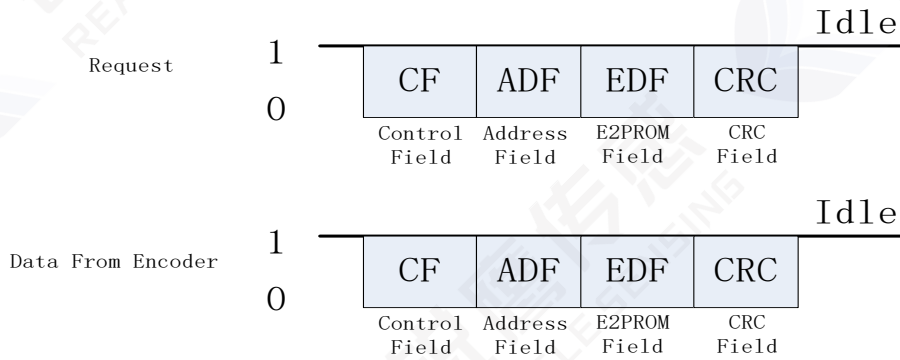 Idle
Request
1
0
CF ADF EDF CRC
Control Address E2PROM CRC
Field Field Field Field
Idle
Data From Encoder
1
0
CF ADF EDF CRC
Control Address E2PROM CRC
Field Field Field Field